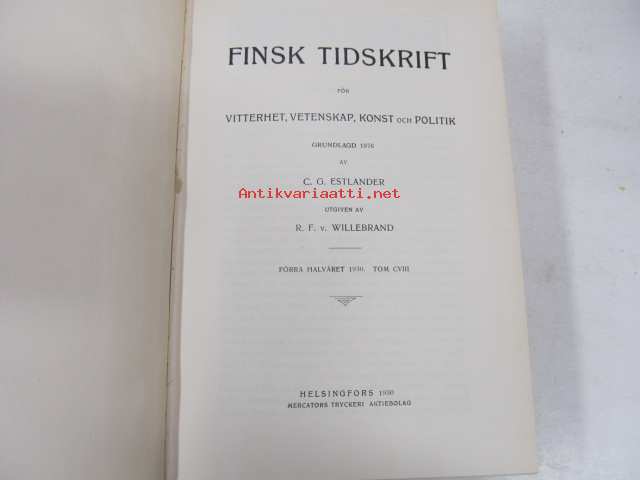 FINSK TIDSKRIFT
FÖR
VITTERHET, VETENSKAP, KONST OCH POLITIK
GRUNDLAGD 1876
AV
C. G. ESTLANDER
Antikvariaatti.net
UTGIVEN AV
R. F. v. WILLEBRAND
FÖRRA HALVÅRET 1930. TOM CVIII
HELSINGFORS 1930
MERCATORS TRYCKERI AKTIEBOLAG